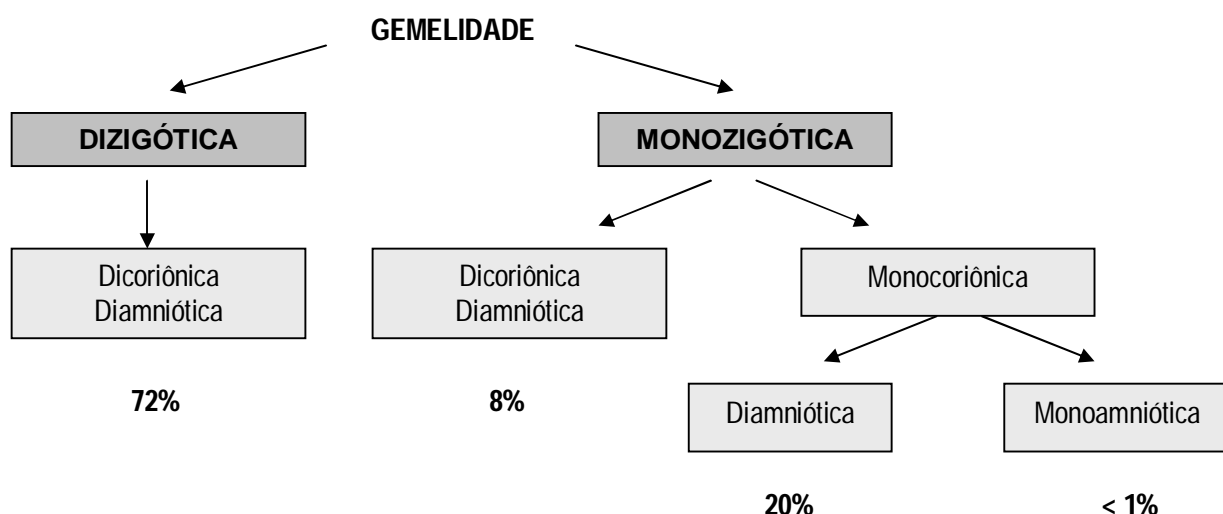 GEMELIDADE
DIZIGÓTICA
MONOZIGÓTICA
Dicoriônica
Diamniótica
Dicoriônica
Diamniótica
Monocoriônica
72%
8%
Diamniótica
Monoamniótica
20%
< 1%